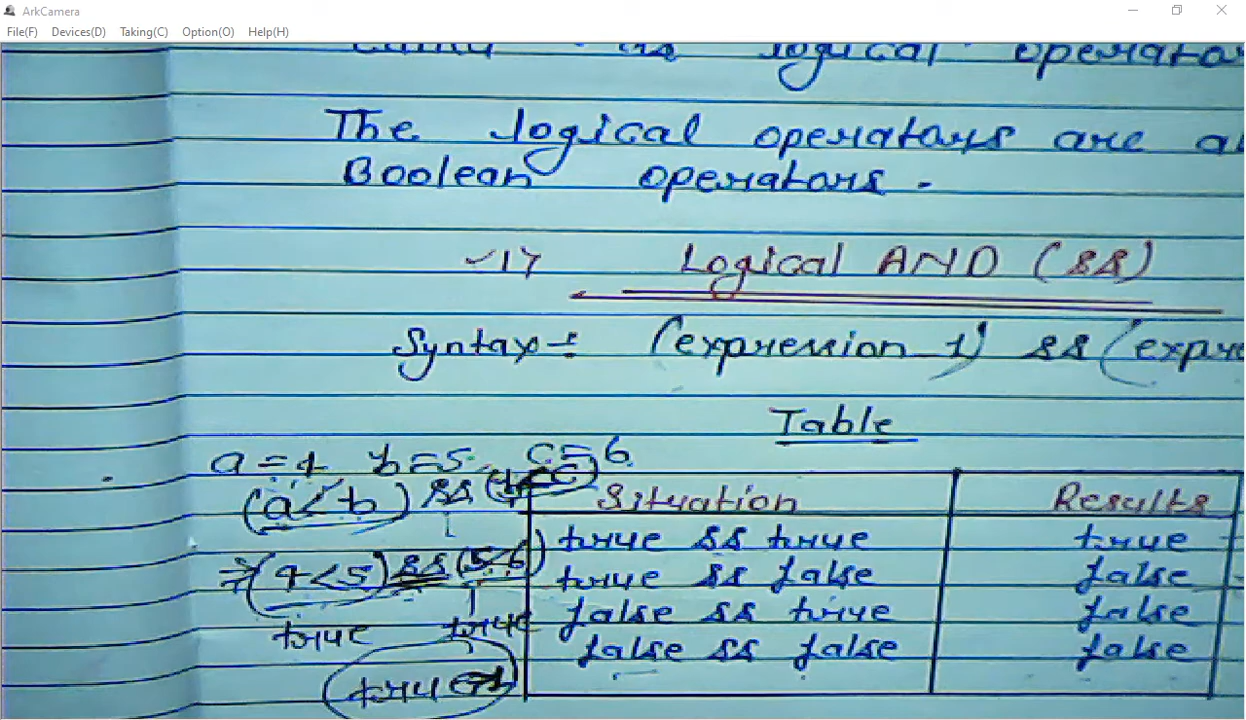 ArkCamera
File(F) Devices(D) Taking(C) Option(O) Help(H)
is logical operator
The logical operators are al
Boolean operators.
1> Logical AND (&&)
Syntax-: (expression 1) && (expre
Table
a=4 b=5 c=6
(a<b) && (b<c)
Situation Results
true && true true
=>(4<5) && (5<6)
true && false false
false && true false
true true
false && false false
true=1